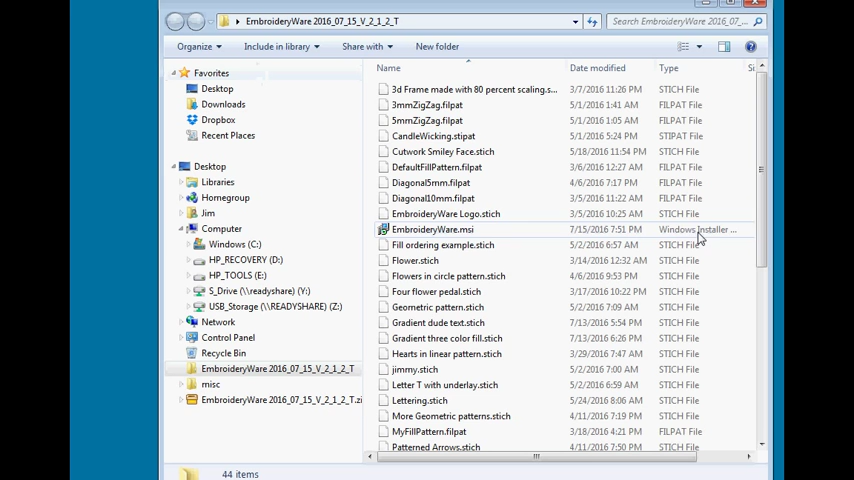 EmbroideryWare 2016_07_15_V_2_1_2_T
Search EmbroideryWare 2016_07_...
Organize
Include in library
Share with
New folder
Name
Date modified
Type
Si
Favorites
Desktop
Downloads
Dropbox
Recent Places
Desktop
Libraries
Homegroup
Jim
Computer
Windows (C:)
HP_RECOVERY (D:)
HP_TOOLS (E:)
S_Drive (\\readyshare) (Y:)
USB_Storage (\\READYSHARE) (Z:)
Network
Control Panel
Recycle Bin
EmbroideryWare 2016_07_15_V_2_1_2_T
misc
EmbroideryWare 2016_07_15_V_2_1_2_T.zi
3d Frame made with 80 percent scaling.s... 3/7/2016 11:26 PM STICH File
3mmZigZag.filpat 5/1/2016 1:41 AM FILPAT File
5mmZigZag.filpat 5/1/2016 1:05 AM FILPAT File
CandleWicking.stipat 5/1/2016 5:24 PM STIPAT File
Cutwork Smiley Face.stich 5/18/2016 11:54 PM STICH File
DefaultFillPattern.filpat 3/6/2016 12:27 AM FILPAT File
Diagonal5mm.filpat 4/6/2016 7:17 PM FILPAT File
Diagonal10mm.filpat 3/5/2016 11:22 AM FILPAT File
EmbroideryWare Logo.stich 3/5/2016 10:25 AM STICH File
EmbroideryWare.msi 7/15/2016 7:51 PM Windows Installer ...
Fill ordering example.stich 5/2/2016 6:57 AM STICH File
Flower.stich 3/14/2016 12:32 AM STICH File
Flowers in circle pattern.stich 4/6/2016 9:53 PM STICH File
Four flower pedal.stich 3/17/2016 10:22 PM STICH File
Geometric pattern.stich 5/2/2016 7:09 AM STICH File
Gradient dude text.stich 7/13/2016 5:54 PM STICH File
Gradient three color fill.stich 7/13/2016 6:26 PM STICH File
Hearts in linear pattern.stich 3/29/2016 7:47 AM STICH File
jimmy.stich 5/2/2016 7:00 AM STICH File
Letter T with underlay.stich 5/2/2016 6:59 AM STICH File
Lettering.stich 5/24/2016 8:06 AM STICH File
More Geometric patterns.stich 4/11/2016 7:19 PM STICH File
MyFillPattern.filpat 3/18/2016 4:21 PM FILPAT File
Patterned Arrows.stich 4/11/2016 7:50 PM STICH File
44 items